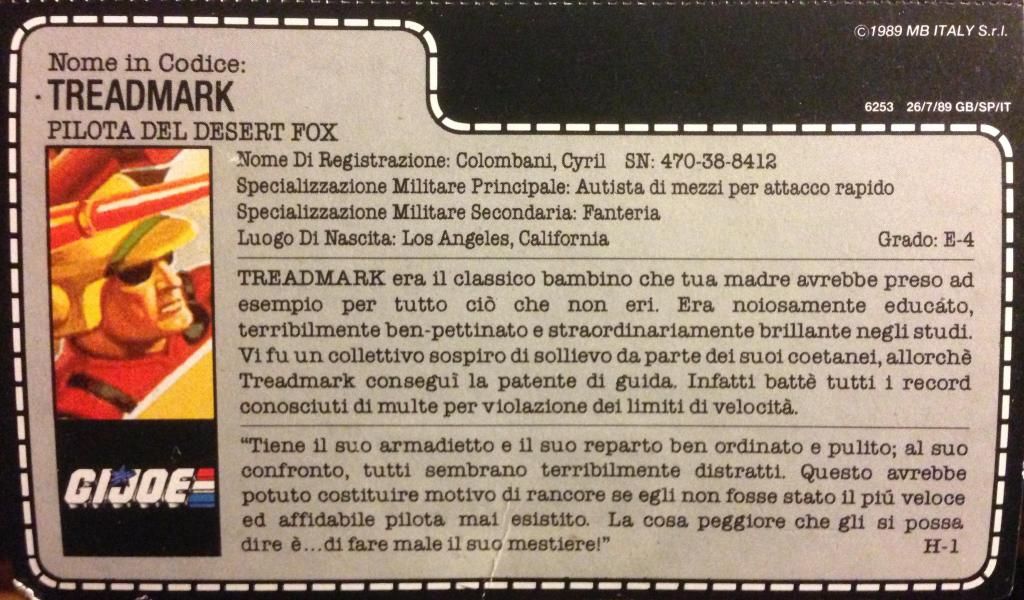 ©1989 MB ITALY S.r.l.
6253 26/7/89 GB/SP/IT
Nome in Codice:
TREADMARK
PILOTA DEL DESERT FOX
Nome Di Registrazione: Colombani, Cyril SN: 470-38-8412
Specializzazione Militare Principale: Autista di mezzi per attacco rapido
Specializzazione Militare Secondaria: Fanteria
Luogo Di Nascita: Los Angeles, California Grado: E-4
TREADMARK era il classico bambino che tua madre avrebbe preso ad
esempio per tutto ciò che non eri. Era noiosamente educato,
terribilmente ben-pettinato e straordinariamente brillante negli studi.
Vi fu un collettivo sospiro di sollievo da parte dei suoi coetanei, allorchè
Treadmark conseguì la patente di guida. Infatti battè tutti i record
conosciuti di multe per violazione dei limiti di velocità.
“Tiene il suo armadietto e il suo reparto ben ordinato e pulito; al suo
confronto, tutti sembrano terribilmente distratti. Questo avrebbe
potuto costituire motivo di rancore se egli non fosse stato il piú veloce
ed affidabile pilota mai esistito. La cosa peggiore che gli si possa
dire è...di fare male il suo mestiere!”
H-1
GI JOE